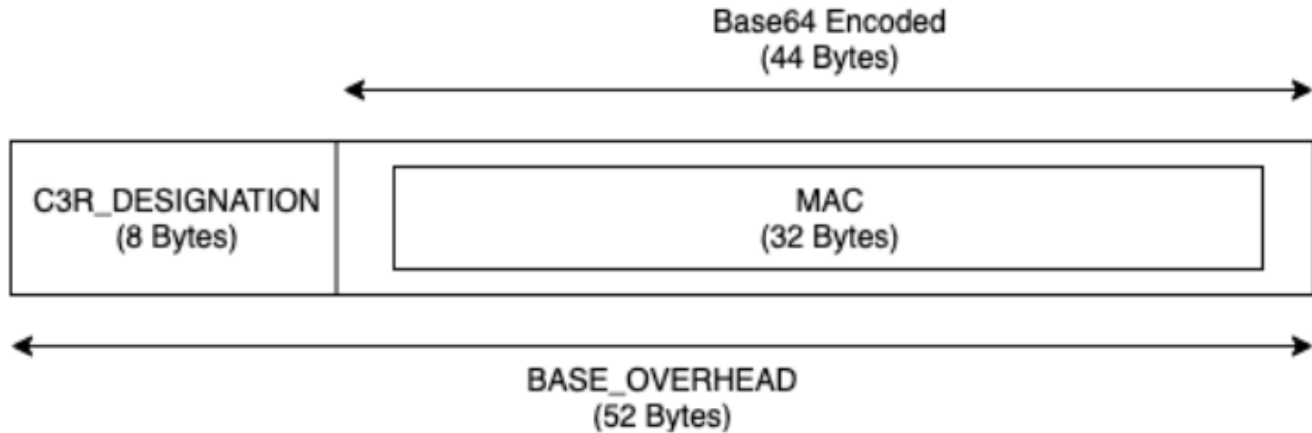 Base64 Encoded
(44 Bytes)
C3R_DESIGNATION
(8 Bytes)
MAC
(32 Bytes)
BASE_OVERHEAD
(52 Bytes)